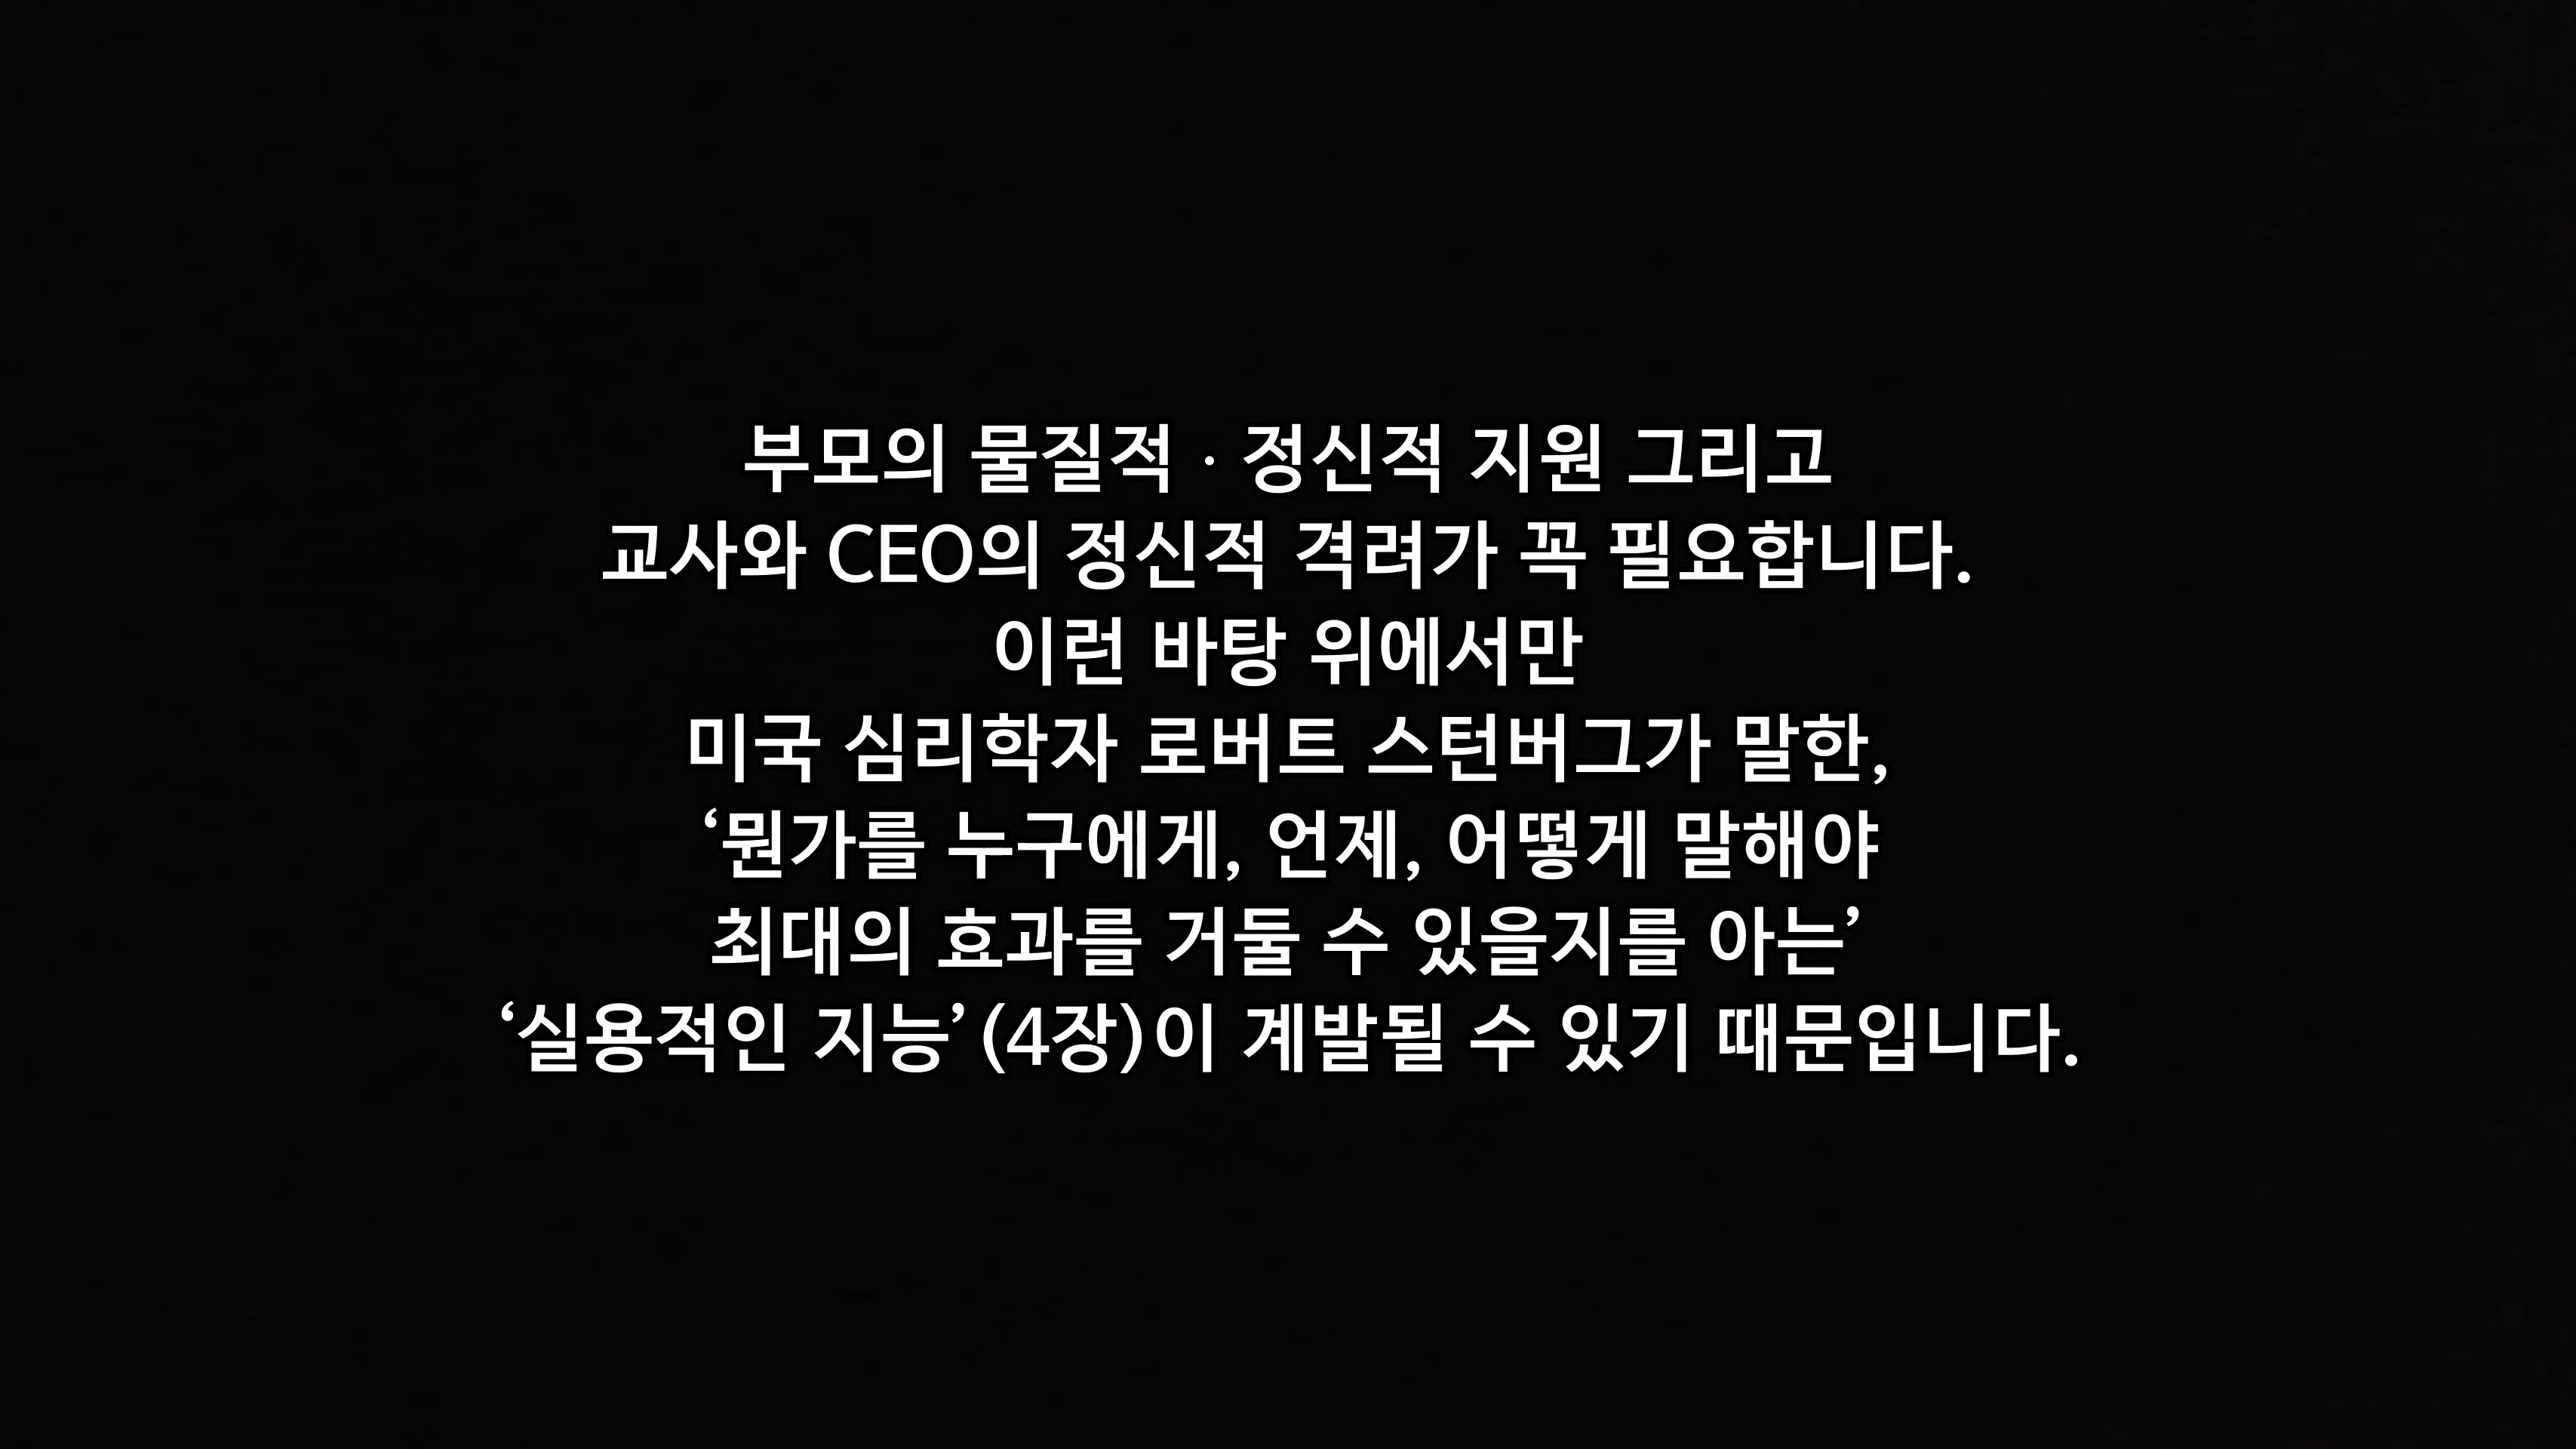 부모의 물질적 · 정신적 지원 그리고
교사와 CEO의 정신적 격려가 꼭 필요합니다.
이런 바탕 위에서만
미국 심리학자 로버트 스턴버그가 말한,
‘뭔가를 누구에게, 언제, 어떻게 말해야
최대의 효과를 거둘 수 있을지를 아는’
‘실용적인 지능’(4장)이 계발될 수 있기 때문입니다.